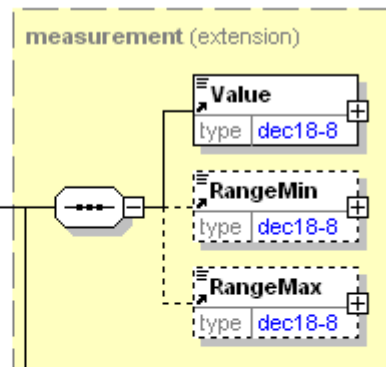 measurement (extension)
Value
type dec18-8
RangeMin
type dec18-8
RangeMax
type dec18-8